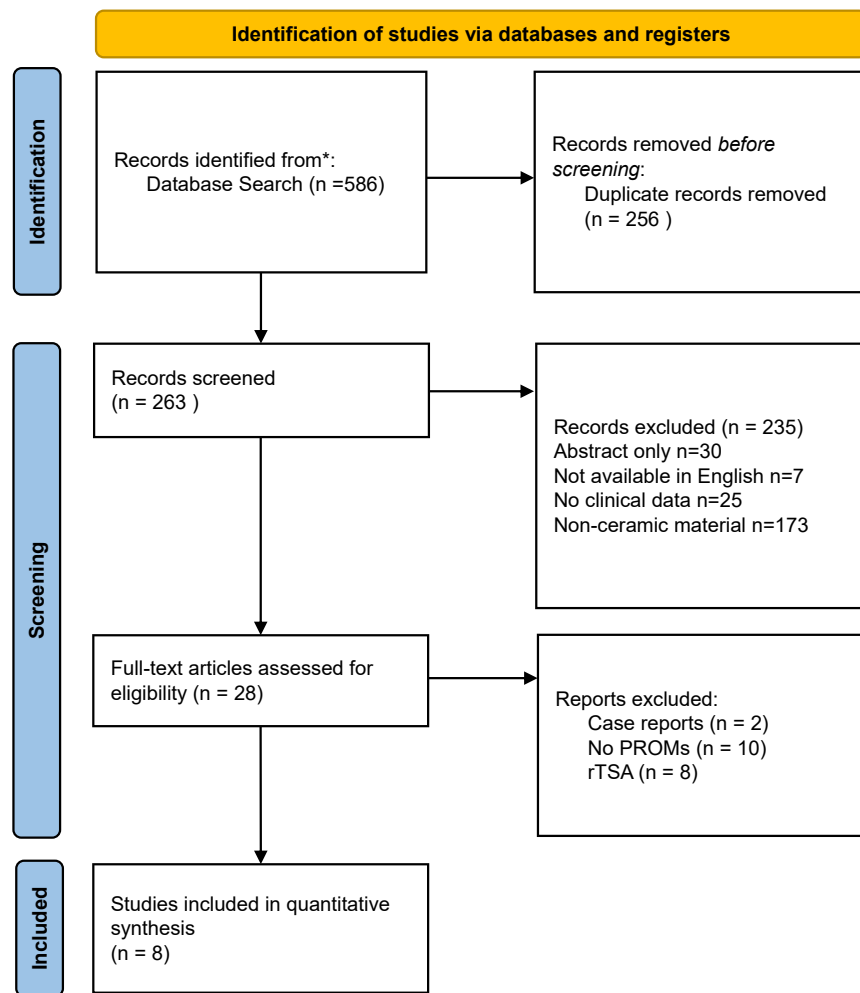 Identification of studies via databases and registers
Identification
Records identified from*:
Database Search (n =586)
Records removed before
screening:
Duplicate records removed
(n = 256 )
Screening
Records screened
(n = 263 )
Records excluded (n = 235)
Abstract only n=30
Not available in English n=7
No clinical data n=25
Non-ceramic material n=173
Full-text articles assessed for
eligibility (n = 28)
Reports excluded:
Case reports (n = 2)
No PROMs (n = 10)
rTSA (n = 8)
Included
Studies included in quantitative
synthesis
(n = 8)